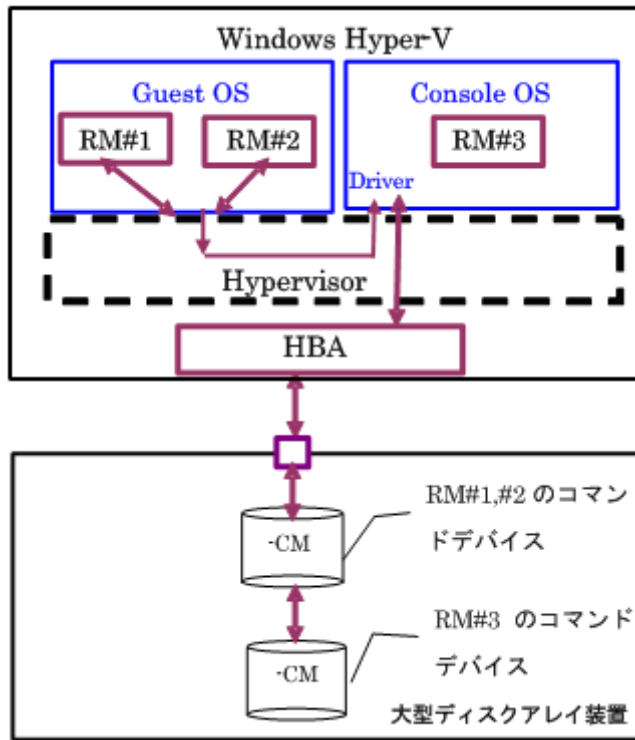 Windows Hyper-V
Guest OS
Console OS
RM#1
RM#2
RM#3
Driver
Hypervisor
HBA
RM#1,#2 のコマン
ドデバイス
-CM
RM#3 のコマンド
デバイス
-CM
大型ディスクアレイ装置